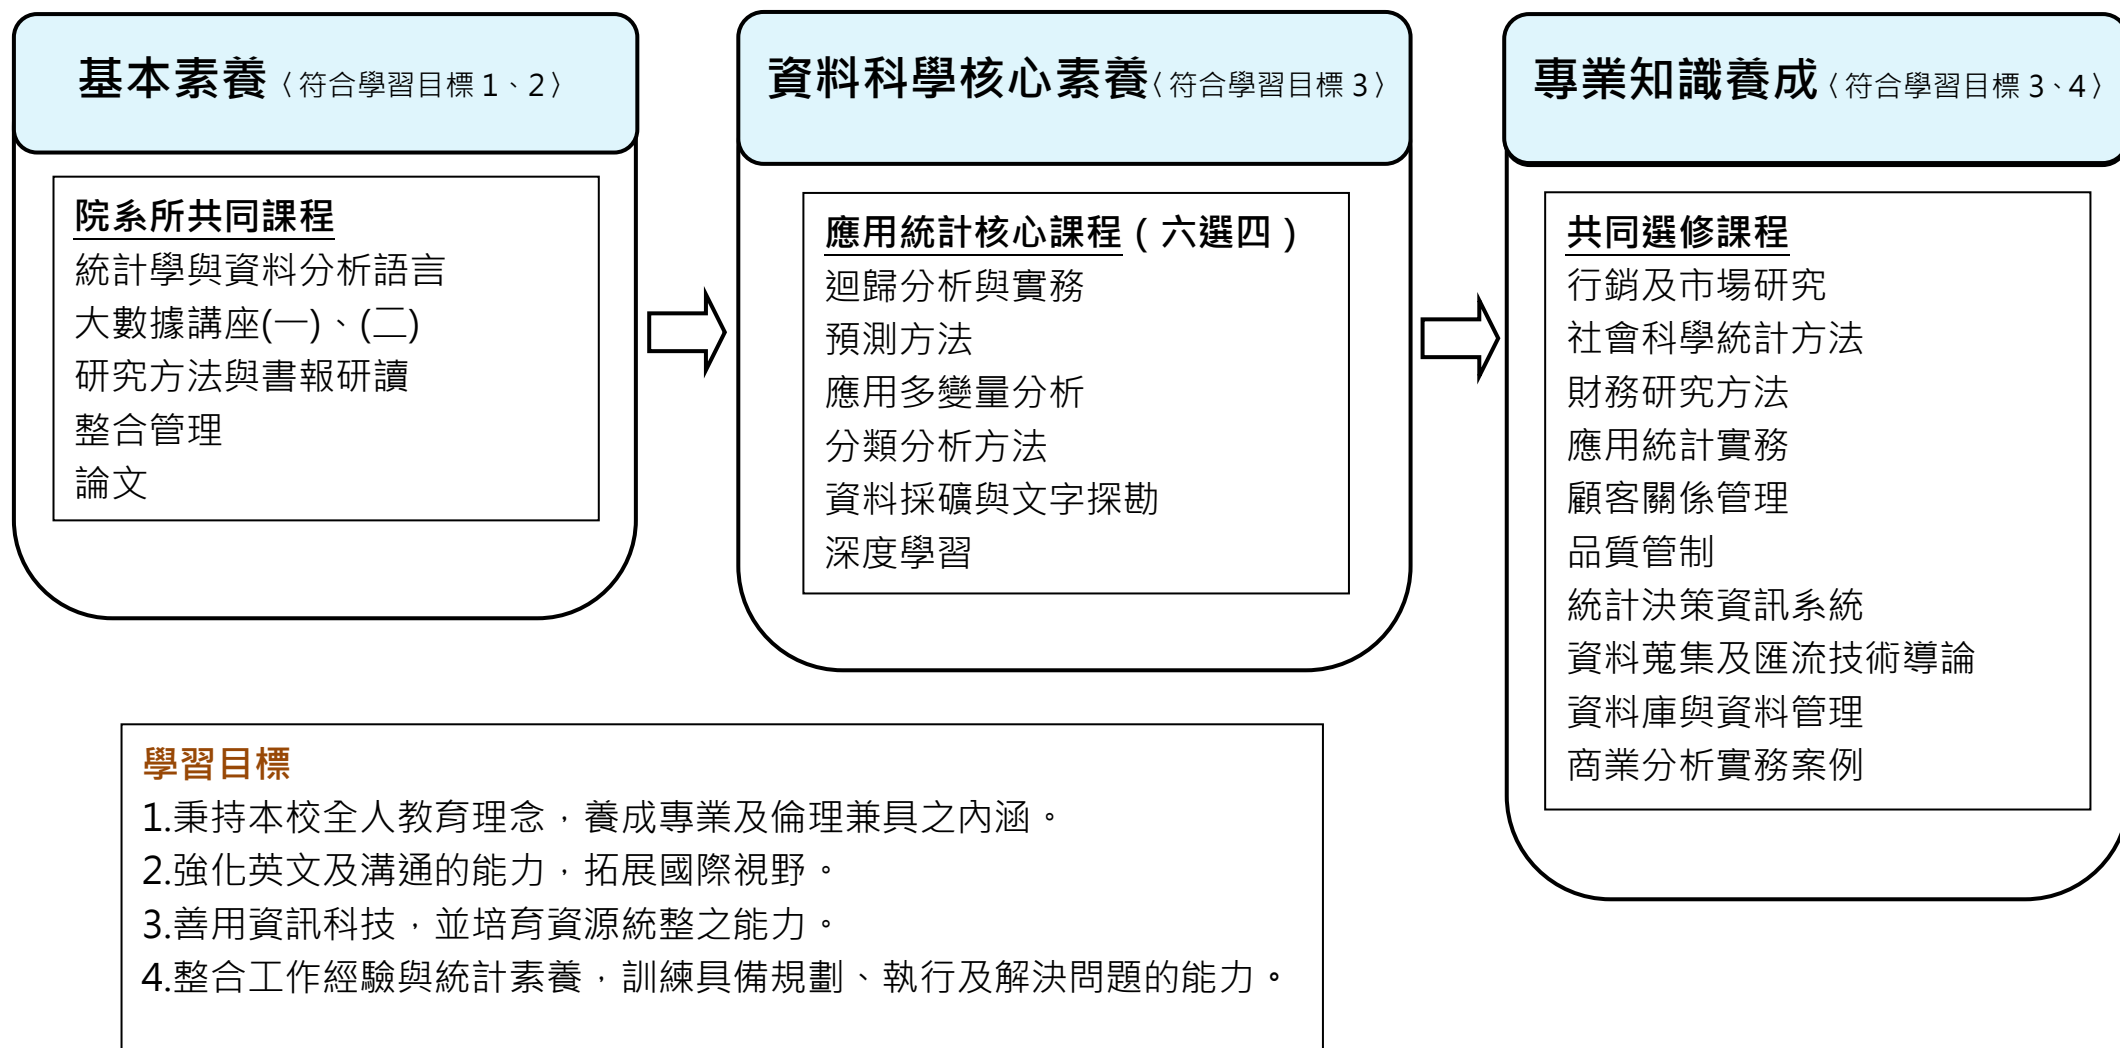 基本素養〈符合學習目標 1、2〉
院系所共同課程
統計學與資料分析語言
大數據講座(一)、(二)
研究方法與書報研讀
整合管理
論文
資料科學核心素養〈符合學習目標 3〉
應用統計核心課程（六選四）
迴歸分析與實務
預測方法
應用多變量分析
分類分析方法
資料採礦與文字探勘
深度學習
專業知識養成〈符合學習目標 3、4〉
共同選修課程
行銷及市場研究
社會科學統計方法
財務研究方法
應用統計實務
顧客關係管理
品質管制
統計決策資訊系統
資料蒐集及匯流技術導論
資料庫與資料管理
商業分析實務案例
學習目標
1.秉持本校全人教育理念，養成專業及倫理兼具之內涵。
2.強化英文及溝通的能力，拓展國際視野。
3.善用資訊科技，並培育資源統整之能力。
4.整合工作經驗與統計素養，訓練具備規劃、執行及解決問題的能力。